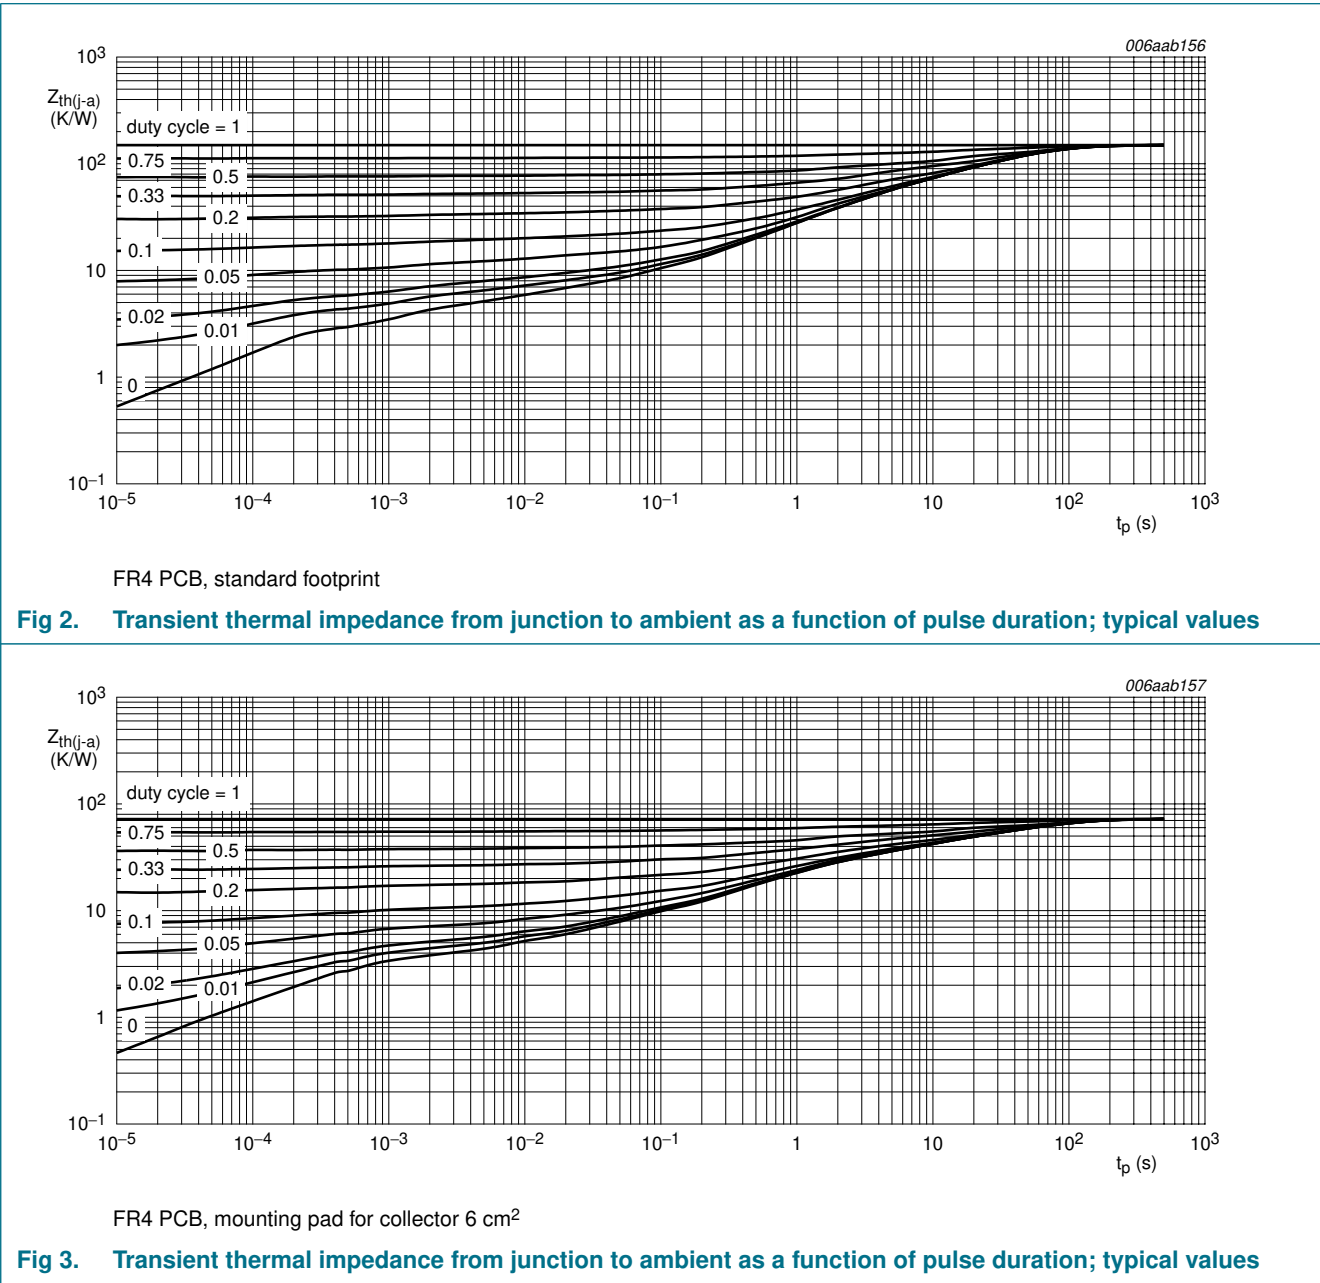 006aab156
10³
Z_th(j-a)
(K/W)
duty cycle = 1
10²
0.75
0.5
0.33
0.2
0.1
10
0.05
0.02
0.01
1
0
10⁻¹
10⁻⁵ 10⁻⁴ 10⁻³ 10⁻² 10⁻¹ 1 10 10² 10³
t_p (s)
FR4 PCB, standard footprint
Fig 2. Transient thermal impedance from junction to ambient as a function of pulse duration; typical values
006aab157
10³
Z_th(j-a)
(K/W)
duty cycle = 1
10²
0.75
0.5
0.33
0.2
10
0.1
0.05
0.02
0.01
1
0
10⁻¹
10⁻⁵ 10⁻⁴ 10⁻³ 10⁻² 10⁻¹ 1 10 10² 10³
t_p (s)
FR4 PCB, mounting pad for collector 6 cm²
Fig 3. Transient thermal impedance from junction to ambient as a function of pulse duration; typical values